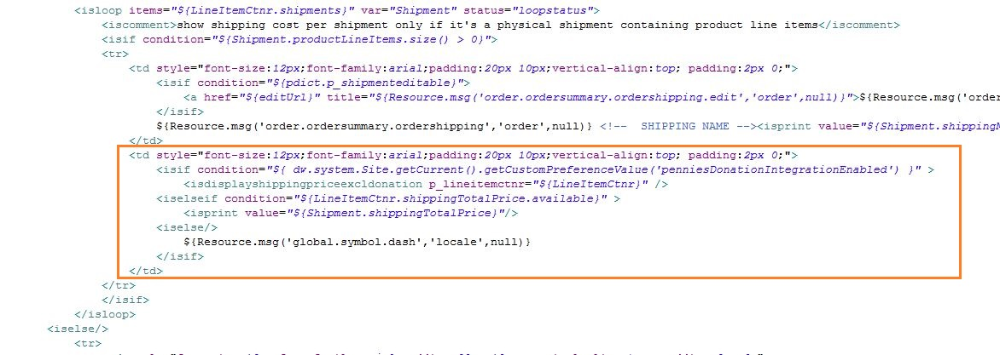 <isloop items="${LineItemCtnr.shipments}" var="Shipment" status="loopstatus">
<iscomment>show shipping cost per shipment only if it's a physical shipment containing product line items</iscomment>
<isif condition="${Shipment.productLineItems.size() > 0}">
<tr>
<td style="font-size:12px;font-family:arial;padding:20px 10px;vertical-align:top; padding:2px 0;">
<isif condition="${pdict.p_shipmenteditable}">
<a href="${editUrl}" title="${Resource.msg('order.ordersummary.ordershipping.edit','order',null)}">${Resource.msg('order
</isif>
${Resource.msg('order.ordersummary.ordershipping','order',null)} <!--  SHIPPING NAME --><isprint value="${Shipment.shippingM
</td>
<td style="font-size:12px;font-family:arial;padding:20px 10px;vertical-align:top; padding:2px 0;">
<isif condition="${ dw.system.Site.getCurrent().getCustomPreferenceValue('penniesDonationIntegrationEnabled') }" >
<isdisplayshippingpriceexcldonation p_lineitemctnr="${LineItemCtnr}" />
<iselseif condition="${LineItemCtnr.shippingTotalPrice.available}" >
<isprint value="${Shipment.shippingTotalPrice}"/>
<iselse/>
${Resource.msg('global.symbol.dash','locale',null)}
</isif>
</td>
</tr>
</isif>
</isloop>
<iselse/>
<tr>